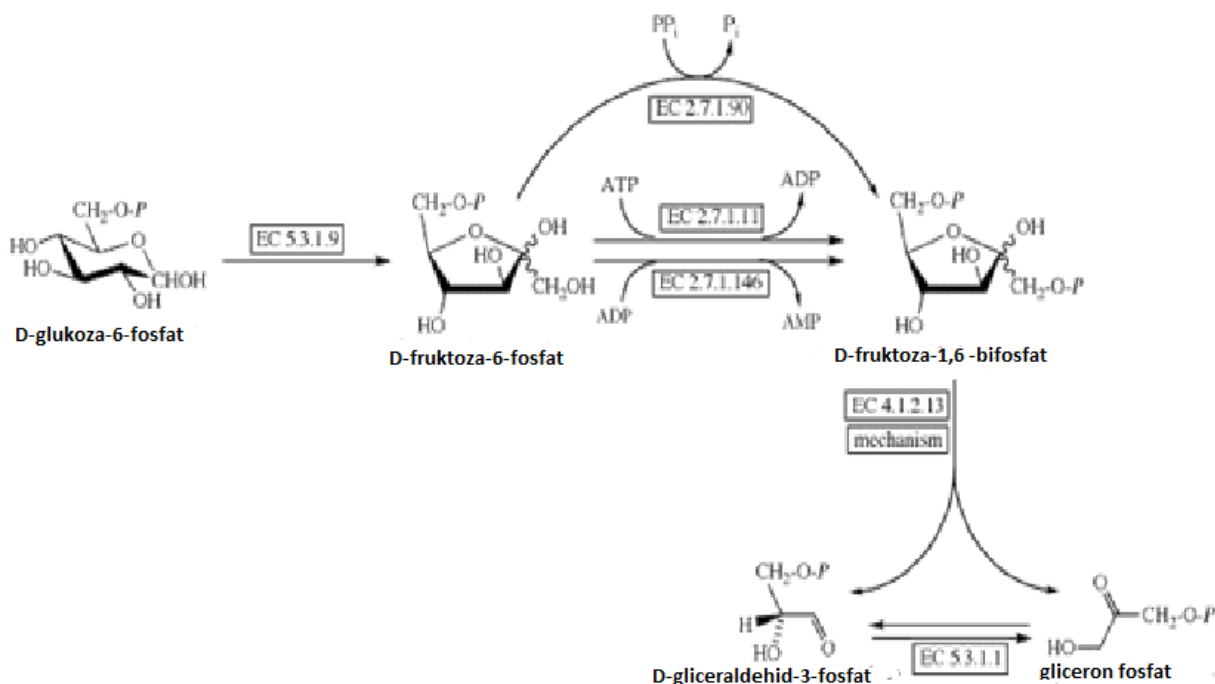 PPi
Pi
EC 2.7.1.90
CH2-O-P
O
HO
HO
OH
OH
EC 5.3.1.9
D-glukoza-6-fosfat
CH2-O-P
O
OH
HO
CH2OH
HO
D-fruktoza-6-fosfat
ATP
ADP
EC 2.7.1.11
EC 2.7.1.146
ADP
AMP
CH2-O-P
O
OH
HO
CH2-O-P
HO
D-fruktoza-1,6 -bifosfat
EC 4.1.2.13
mechanism
CH2-O-P
H
HO
O
D-gliceraldehid-3-fosfat
EC 5.3.1.1
O
CH2-O-P
HO
gliceron fosfat